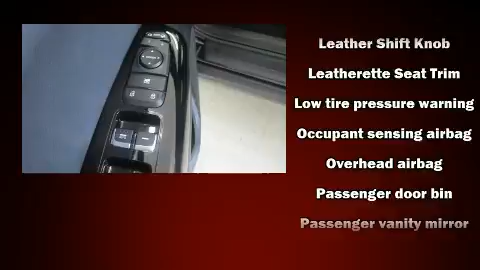 Leather Shift Knob
Leatherette Seat Trim
Low tire pressure warning
Occupant sensing airbag
Overhead airbag
Passenger door bin
Passenger vanity mirror